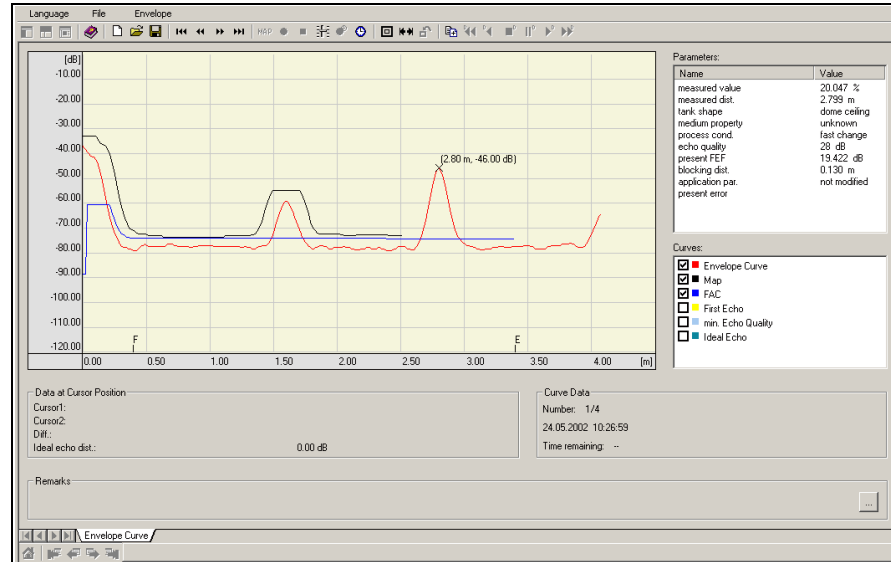 Language File Envelope
MAP
[dB]
-10.00
-20.00
-30.00
-40.00
-50.00
-60.00
-70.00
-80.00
-90.00
-100.00
-110.00
-120.00
(2.80 m, -46.00 dB)
F
E
0.00 0.50 1.00 1.50 2.00 2.50 3.00 3.50 4.00 [m]
Parameters:
Name Value
measured value 20.047 %
measured dist. 2.799 m
tank shape dome ceiling
medium property unknown
process cond. fast change
echo quality 28 dB
present FEF 19.422 dB
blocking dist. 0.130 m
application par. not modified
present error
Curves:
Envelope Curve
Map
FAC
First Echo
min. Echo Quality
Ideal Echo
Data at Cursor Position
Cursor1:
Cursor2:
Diff.:
Ideal echo dist.: 0.00 dB
Curve Data
Number: 1/4
24.05.2002 10:26:59
Time remaining: --
Remarks
...
Envelope Curve